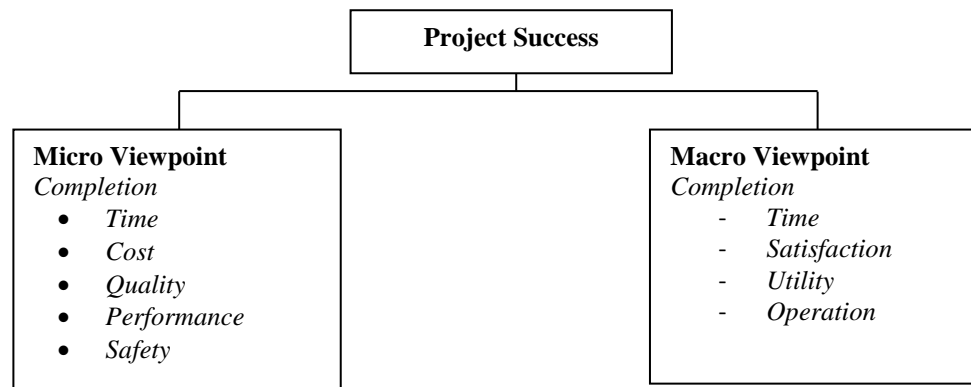 Project Success
Micro Viewpoint
Completion
• Time
• Cost
• Quality
• Performance
• Safety
Macro Viewpoint
Completion
- Time
- Satisfaction
- Utility
- Operation